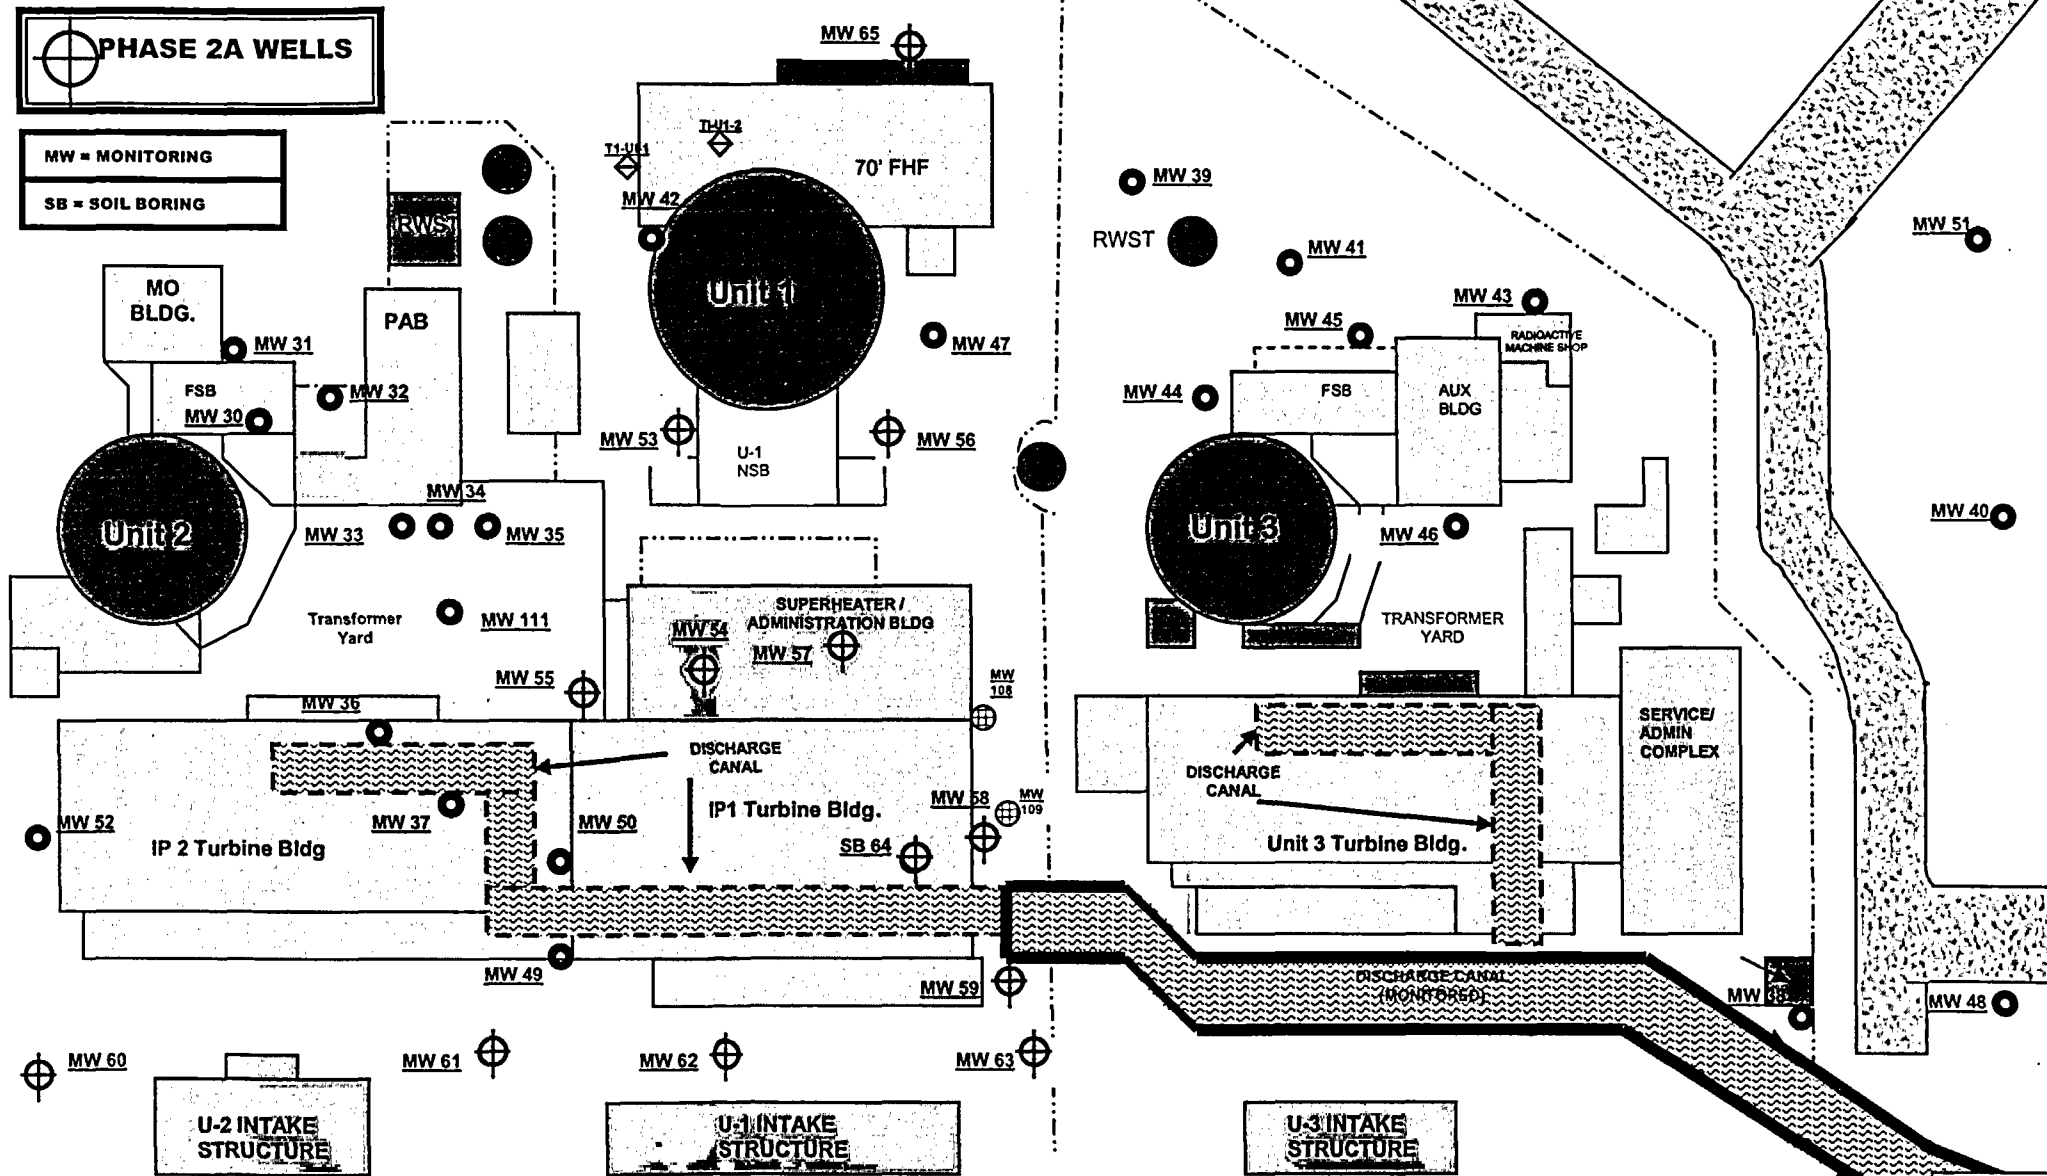 PHASE 2A WELLS
MW = MONITORING
SB = SOIL BORING
MW 65
TI-U1-2
T1-U1-1
70' FHF
MW 42
RWST
Unit 1
MW 39
RWST
MW 41
MW 51
MO
BLDG.
PAB
MW 31
MW 47
MW 43
MW 45
RADIOACTIVE
MACHINE SHOP
FSB
MW 32
MW 30
MW 44
FSB
AUX
BLDG
MW 53
MW 56
U-1
NSB
MW 34
MW 33
MW 35
Unit 2
Unit 3
MW 46
MW 40
Transformer
Yard
MW 111
SUPERHEATER /
ADMINISTRATION BLDG
MW 54
MW 57
TRANSFORMER
YARD
MW 55
MW
108
MW 36
DISCHARGE
CANAL
SERVICE/
ADMIN
COMPLEX
DISCHARGE
CANAL
MW 52
MW 37
MW 50
IP1 Turbine Bldg.
MW 58
MW
109
IP 2 Turbine Bldg
SB 64
Unit 3 Turbine Bldg.
MW 49
MW 59
DISCHARGE CANAL
(MONITORED)
MW 38
MW 48
MW 60
MW 61
MW 62
MW 63
U-2 INTAKE
STRUCTURE
U-1 INTAKE
STRUCTURE
U-3 INTAKE
STRUCTURE